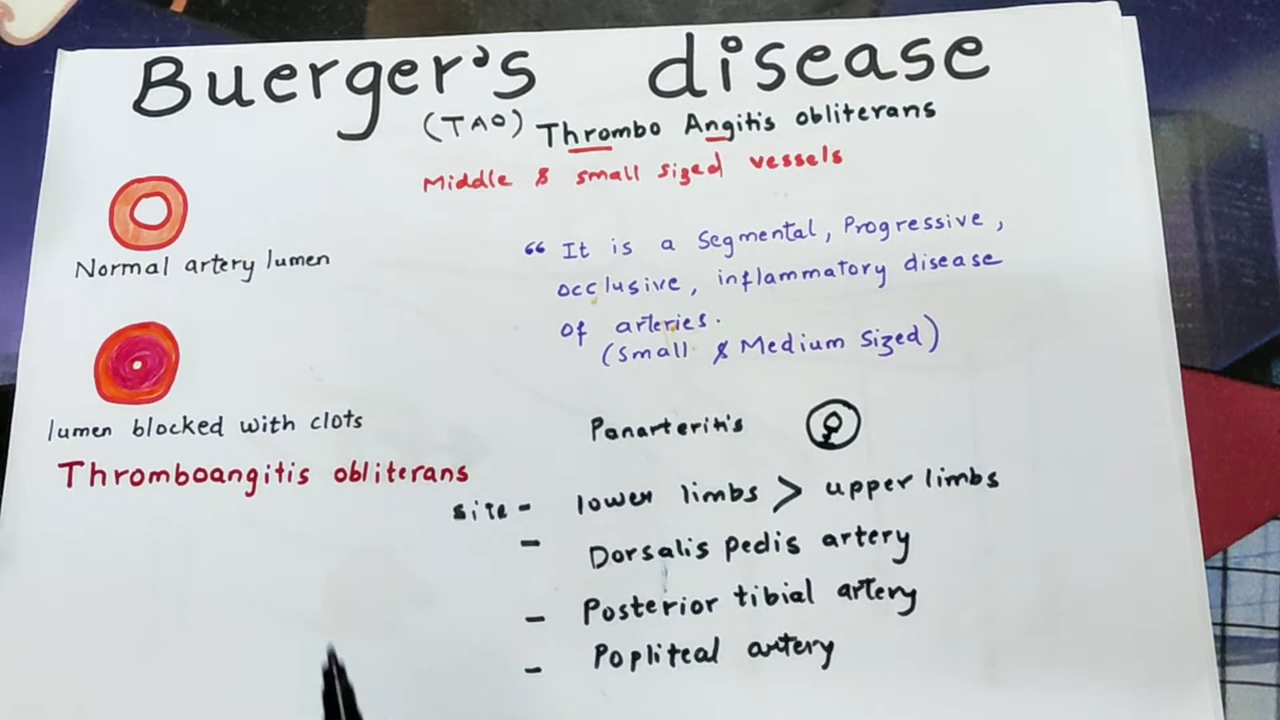 Buerger's disease
(TAO) Thrombo Angitis obliterans
Middle & small sized vessels
Normal artery lumen
lumen blocked with clots
Thromboangitis obliterans
“ It is a Segmental, Progressive,
occlusive, inflammatory disease
of arteries.
(Small & Medium Sized)
Panarteritis
site - lower limbs > upper limbs
- Dorsalis pedis artery
- Posterior tibial artery
- Popliteal artery